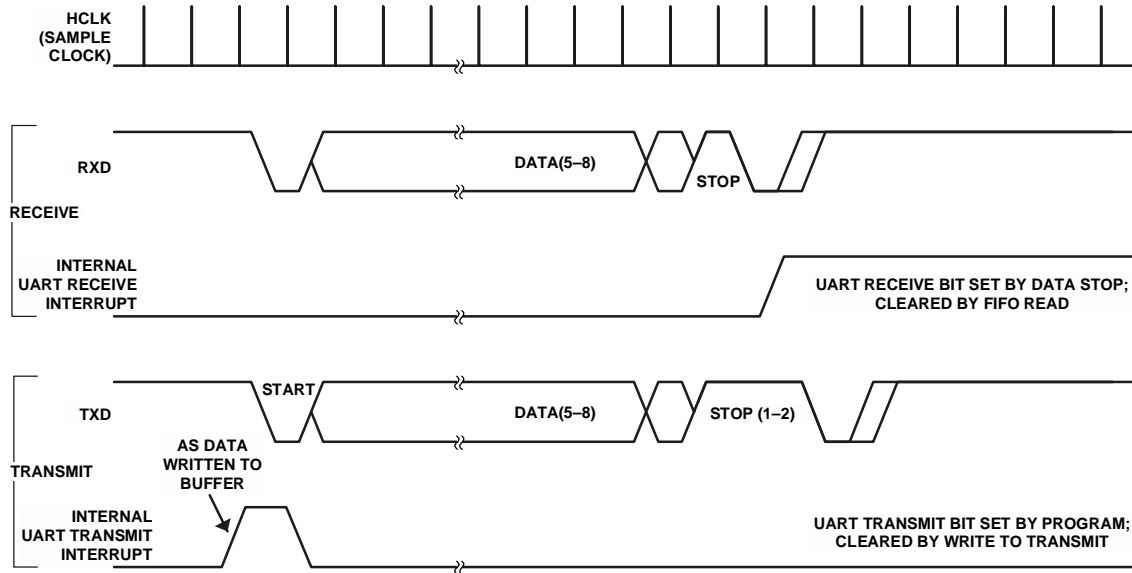 HCLK
(SAMPLE
CLOCK)
RXD
DATA(5–8)
STOP
RECEIVE
INTERNAL
UART RECEIVE
INTERRUPT
UART RECEIVE BIT SET BY DATA STOP;
CLEARED BY FIFO READ
TXD
START
DATA(5–8)
STOP (1–2)
TRANSMIT
AS DATA
WRITTEN TO
BUFFER
INTERNAL
UART TRANSMIT
INTERRUPT
UART TRANSMIT BIT SET BY PROGRAM;
CLEARED BY WRITE TO TRANSMIT